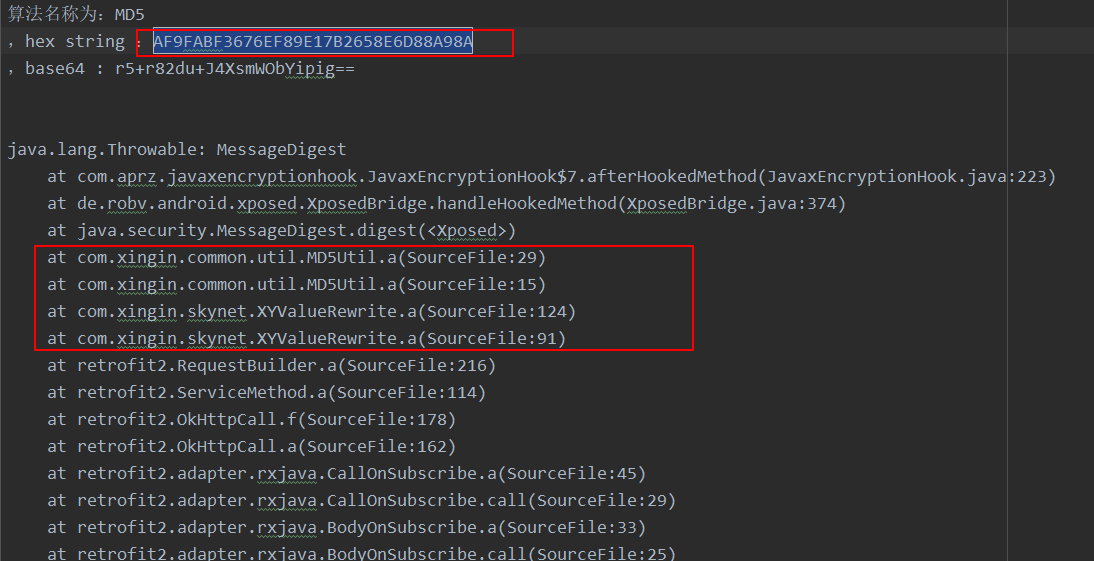 算法名称为：MD5
，hex string : AF9FABF3676EF89E17B2658E6D88A98A
，base64 : r5+r82du+J4XsmWObYipig==
java.lang.Throwable: MessageDigest
at com.aprz.javaxencryptionhook.JavaxEncryptionHook$7.afterHookedMethod(JavaxEncryptionHook.java:223)
at de.robv.android.xposed.XposedBridge.handleHookedMethod(XposedBridge.java:374)
at java.security.MessageDigest.digest(<Xposed>)
at com.xingin.common.util.MD5Util.a(SourceFile:29)
at com.xingin.common.util.MD5Util.a(SourceFile:15)
at com.xingin.skynet.XYValueRewrite.a(SourceFile:124)
at com.xingin.skynet.XYValueRewrite.a(SourceFile:91)
at retrofit2.RequestBuilder.a(SourceFile:216)
at retrofit2.ServiceMethod.a(SourceFile:114)
at retrofit2.OkHttpCall.f(SourceFile:178)
at retrofit2.OkHttpCall.a(SourceFile:162)
at retrofit2.adapter.rxjava.CallOnSubscribe.a(SourceFile:45)
at retrofit2.adapter.rxjava.CallOnSubscribe.call(SourceFile:29)
at retrofit2.adapter.rxjava.BodyOnSubscribe.a(SourceFile:33)
at retrofit2.adapter.rxjava.BodyOnSubscribe.call(SourceFile:25)